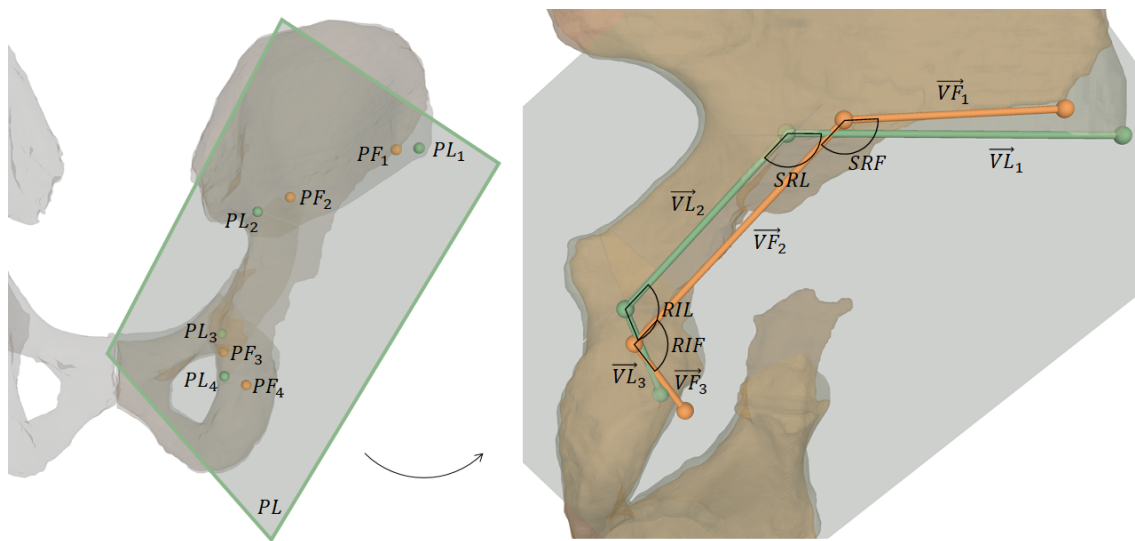 PF₁
PL₁
PF₂
PL₂
PL₃
PF₃
PL₄
PF₄
PL
VF₁→
SRL
SRF
VL₁→
VL₂→
VF₂→
RIL
RIF
VL₃→
VF₃→